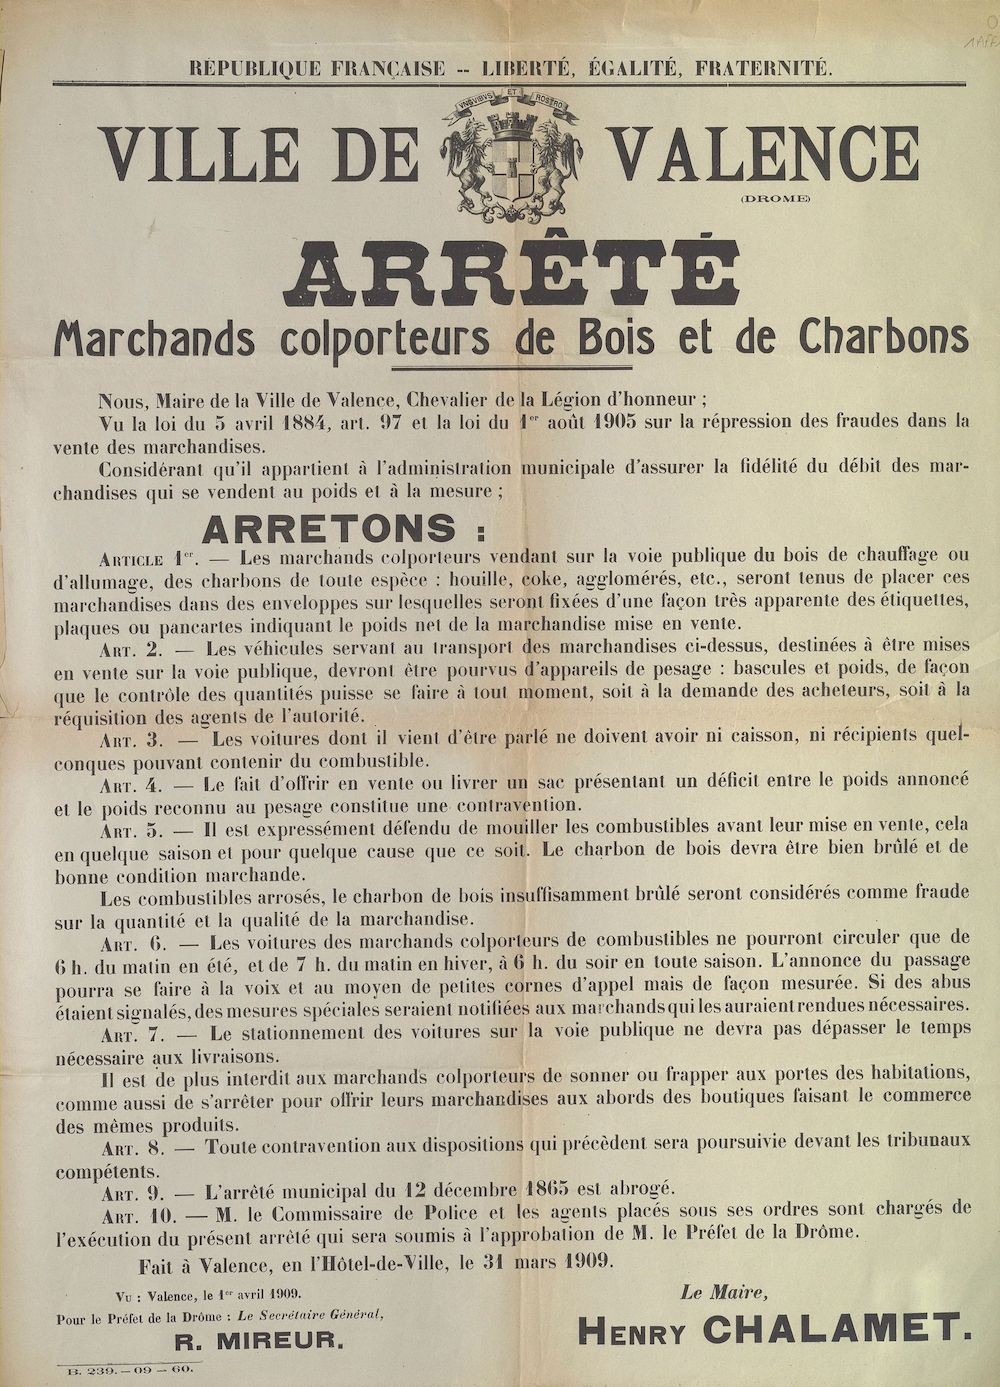 RÉPUBLIQUE FRANÇAISE -- LIBERTÉ, ÉGALITÉ, FRATERNITÉ.
UNGUIBUS ET ROSTRO
VILLE DE VALENCE
(DROME)
ARRÊTÉ
Marchands colporteurs de Bois et de Charbons
Nous, Maire de la Ville de Valence, Chevalier de la Légion d'honneur ;
Vu la loi du 5 avril 1884, art. 97 et la loi du 1er août 1905 sur la répression des fraudes dans la
vente des marchandises.
Considérant qu'il appartient à l'administration municipale d'assurer la fidélité du débit des mar-
chandises qui se vendent au poids et à la mesure ;
ARRETONS :
ARTICLE 1er. — Les marchands colporteurs vendant sur la voie publique du bois de chauffage ou
d'allumage, des charbons de toute espèce : houille, coke, agglomérés, etc., seront tenus de placer ces
marchandises dans des enveloppes sur lesquelles seront fixées d'une façon très apparente des étiquettes,
plaques ou pancartes indiquant le poids net de la marchandise mise en vente.
ART. 2. — Les véhicules servant au transport des marchandises ci-dessus, destinées à être mises
en vente sur la voie publique, devront être pourvus d'appareils de pesage : bascules et poids, de façon
que le contrôle des quantités puisse se faire à tout moment, soit à la demande des acheteurs, soit à la
réquisition des agents de l'autorité.
ART. 3. — Les voitures dont il vient d'être parlé ne doivent avoir ni caisson, ni récipients quel-
conques pouvant contenir du combustible.
ART. 4. — Le fait d'offrir en vente ou livrer un sac présentant un déficit entre le poids annoncé
et le poids reconnu au pesage constitue une contravention.
ART. 5. — Il est expressément défendu de mouiller les combustibles avant leur mise en vente, cela
en quelque saison et pour quelque cause que ce soit. Le charbon de bois devra être bien brûlé et de
bonne condition marchande.
Les combustibles arrosés, le charbon de bois insuffisamment brûlé seront considérés comme fraude
sur la quantité et la qualité de la marchandise.
ART. 6. — Les voitures des marchands colporteurs de combustibles ne pourront circuler que de
6 h. du matin en été, et de 7 h. du matin en hiver, à 6 h. du soir en toute saison. L'annonce du passage
pourra se faire à la voix et au moyen de petites cornes d'appel mais de façon mesurée. Si des abus
étaient signalés, des mesures spéciales seraient notifiées aux marchands qui les auraient rendues nécessaires.
ART. 7. — Le stationnement des voitures sur la voie publique ne devra pas dépasser le temps
nécessaire aux livraisons.
Il est de plus interdit aux marchands colporteurs de sonner ou frapper aux portes des habitations,
comme aussi de s'arrêter pour offrir leurs marchandises aux abords des boutiques faisant le commerce
des mêmes produits.
ART. 8. — Toute contravention aux dispositions qui précèdent sera poursuivie devant les tribunaux
compétents.
ART. 9. — L'arrêté municipal du 12 décembre 1865 est abrogé.
ART. 10. — M. le Commissaire de Police et les agents placés sous ses ordres sont chargés de
l'exécution du présent arrêté qui sera soumis à l'approbation de M. le Préfet de la Drôme.
Fait à Valence, en l'Hôtel-de-Ville, le 31 mars 1909.
Vu : Valence, le 1er avril 1909.
Pour le Préfet de la Drôme : Le Secrétaire Général,
R. MIREUR.
Le Maire,
HENRY CHALAMET.
B. 239. — 09 — 60.